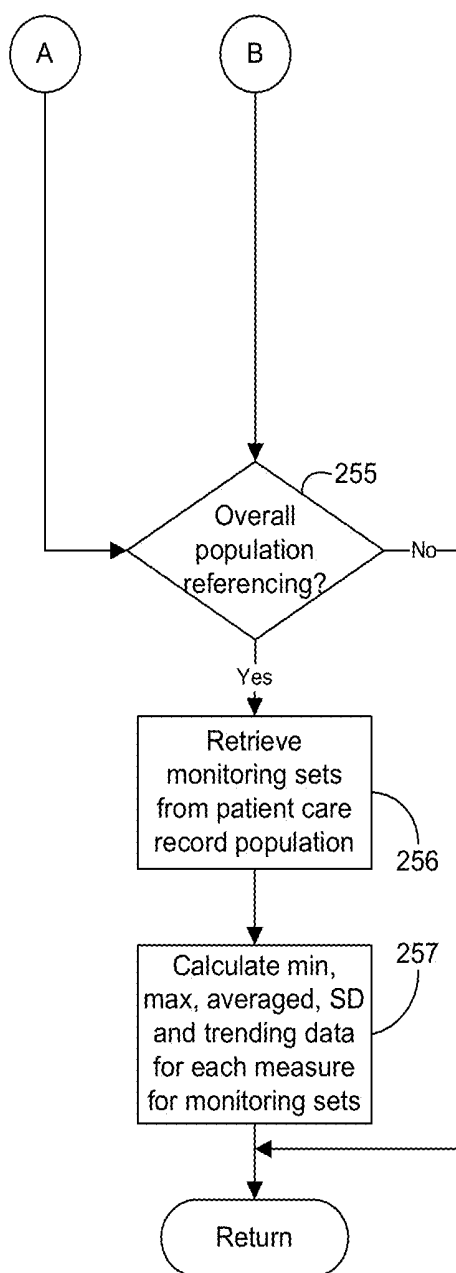 A
B
255
Overall
population
referencing?
No
Yes
Retrieve
monitoring sets
from patient care
record population
256
257
Calculate min,
max, averaged, SD
and trending data
for each measure
for monitoring sets
Return